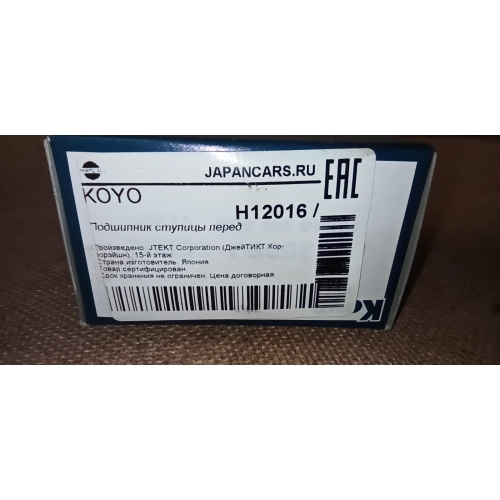 JAPANCARS.RU
EAC
KOYO
H12016 /
Подшипник ступицы перед
Произведено: JTEKT Corporation (ДжейТИКТ Кор-
порэйшн), 15-й этаж
Страна изготовитель: Япония
Товар сертифицирован
Срок хранения не ограничен. Цена договорная
Ko